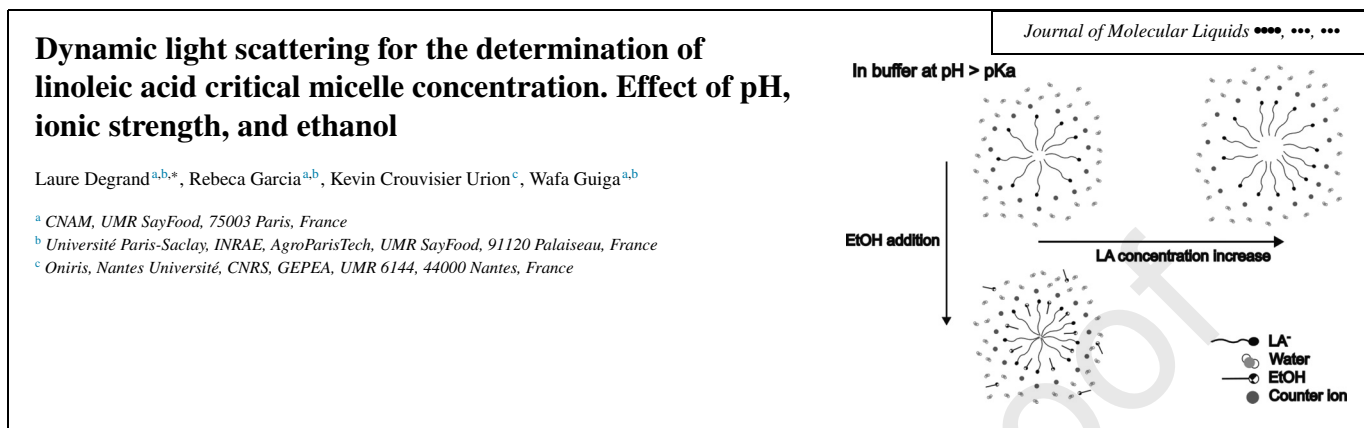 Journal of Molecular Liquids ••••, •••, •••
Dynamic light scattering for the determination of
linoleic acid critical micelle concentration. Effect of pH,
ionic strength, and ethanol
Laure Degrand a,b,*, Rebeca Garcia a,b, Kevin Crouvisier Urion c, Wafa Guiga a,b
a CNAM, UMR SayFood, 75003 Paris, France
b Université Paris-Saclay, INRAE, AgroParisTech, UMR SayFood, 91120 Palaiseau, France
c Oniris, Nantes Université, CNRS, GEPEA, UMR 6144, 44000 Nantes, France
In buffer at pH > pKa
EtOH addition
LA concentration increase
LA-
Water
EtOH
Counter ion
oof